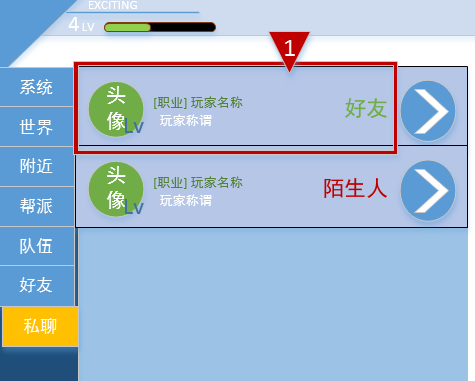 EXCITING
4 LV
1
系统
世界
附近
帮派
队伍
好友
私聊
头像
Lv
[职业] 玩家名称
玩家称谓
好友
头像
Lv
[职业] 玩家名称
玩家称谓
陌生人